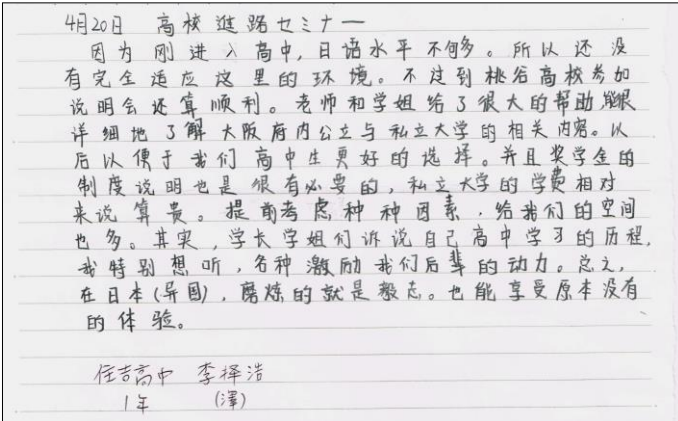 4月20日 高校進路セミナー
因为刚进入高中，日语水平不够多。所以还没
有完全适应这里的环境。不过到桃谷高校参加
说明会还算顺利。老师和学姐给了很大的帮助，能很
详细地了解大阪府内公立与私立大学的相关内容。以
后以便于我们高中生更好的选择。并且奖学金的
制度说明也是很有必要的，私立大学的学费相对
来说算贵。提前考虑种种因素，给我们的空间
也多。其实，学长学姐们诉说自己高中学习的历程，
我特别想听，各种激励我们后辈的动力。总之，
在日本(异国)，磨炼的就是毅志。也能享受原本没有
的体验。
住吉高中 李择浩
1年 (澤)